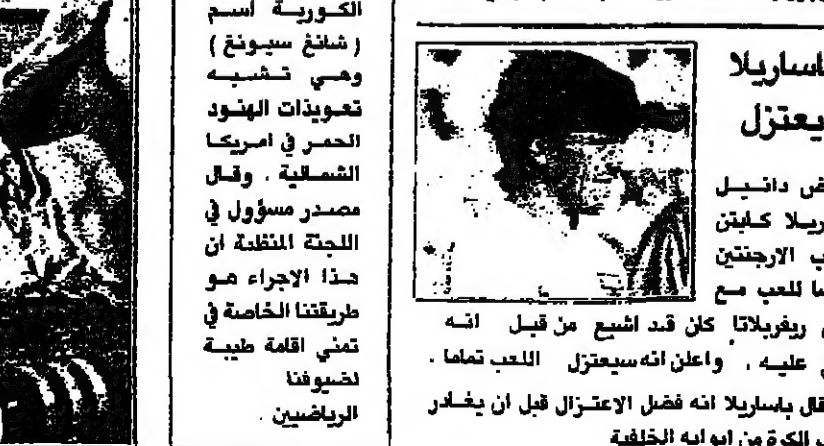 اساريلا
يعتزل
ض دانيل
ريلا كابتن
ب الارجنتين
سا للعب مع
ريفربلاتا كان قد اشيع من قبل انه
عليه . واعلن انه سيعتزل اللعب تماما .
قال باساريلا انه فضل الاعتزال قبل ان يغادر
الكرة من ابوابه الخلفية
الكورية اسم
( شانغ سيونغ )
وهي تشبه
تعويذات الهنود
الحمر في امريكا
الشمالية . وقال
مصدر مسؤول في
اللجنة المنظمة ان
هذا الاجراء هو
طريقتنا الخاصة في
تمني اقامة طيبة
لضيوفنا
الرياضيين .